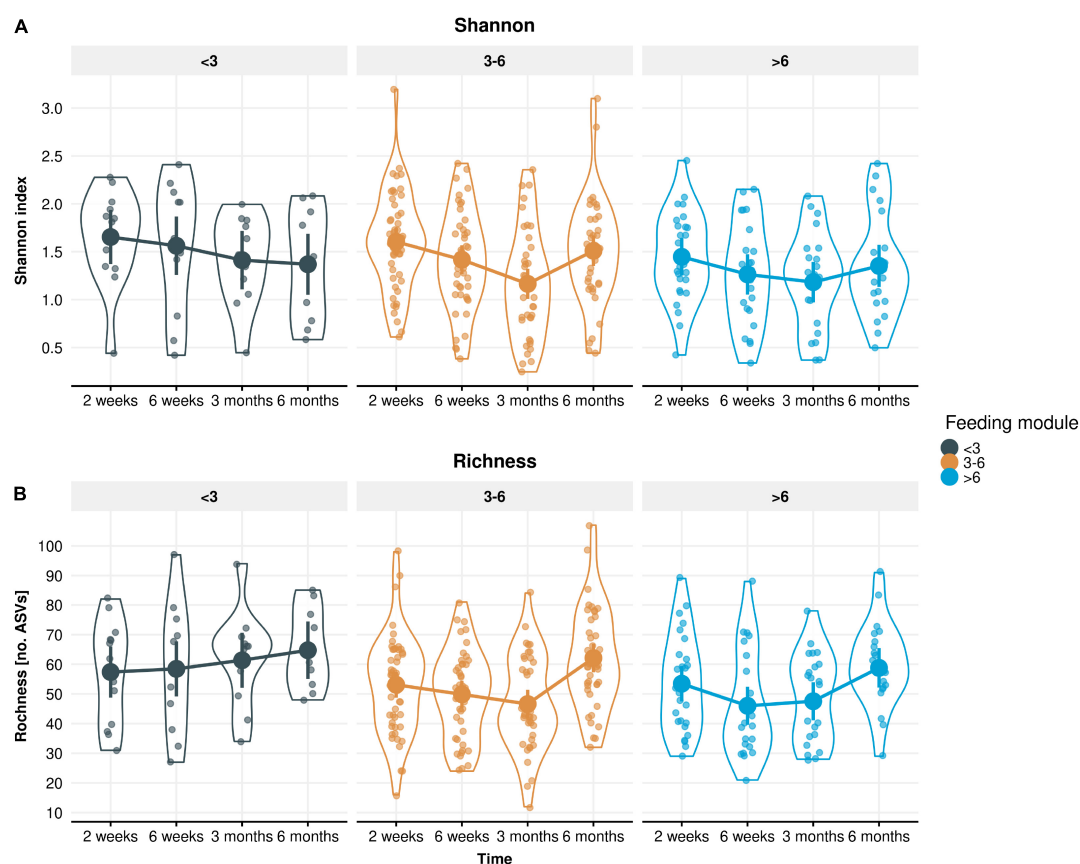 A
Shannon
<3
3-6
>6
Shannon index
3.0
2.5
2.0
1.5
1.0
0.5
2 weeks 6 weeks 3 months 6 months
2 weeks 6 weeks 3 months 6 months
2 weeks 6 weeks 3 months 6 months
Feeding module
<3
3-6
>6
Richness
B
<3
3-6
>6
Rochness [no. ASVs]
100
90
80
70
60
50
40
30
20
10
2 weeks 6 weeks 3 months 6 months
2 weeks 6 weeks 3 months 6 months
2 weeks 6 weeks 3 months 6 months
Time